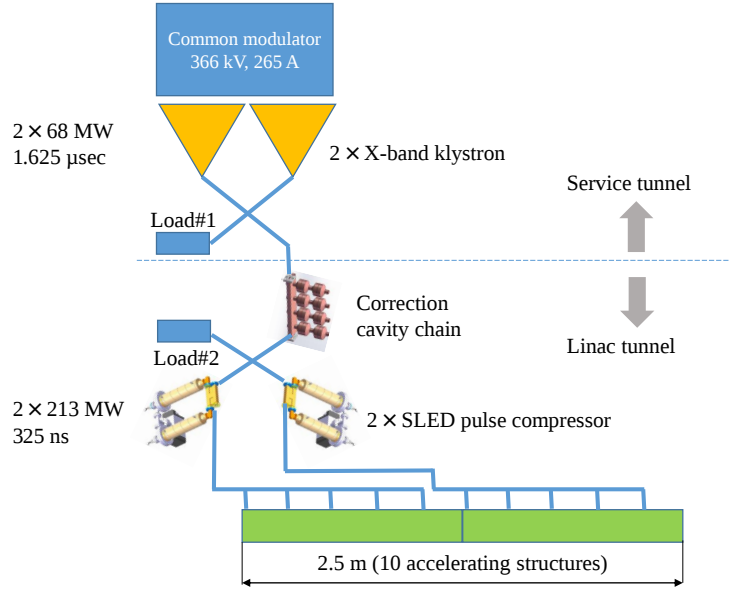 Common modulator
366 kV, 265 A
2 × 68 MW
1.625 μsec
2 × X-band klystron
Service tunnel
Load#1
Correction
cavity chain
Linac tunnel
Load#2
2 × 213 MW
325 ns
2 × SLED pulse compressor
2.5 m (10 accelerating structures)